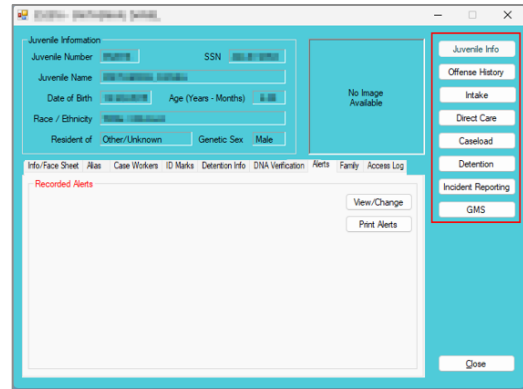 Juvenile Information
Juvenile Number
SSN
Juvenile Name
Date of Birth
Age (Years - Months)
Race / Ethnicity
Resident of Other/Unknown Genetic Sex Male
No Image
Available
Info/Face Sheet Alias Case Workers ID Marks Detention Info DNA Verification Alerts Family Access Log
Recorded Alerts
View/Change
Print Alerts
Juvenile Info
Offense History
Intake
Direct Care
Caseload
Detention
Incident Reporting
GMS
Close